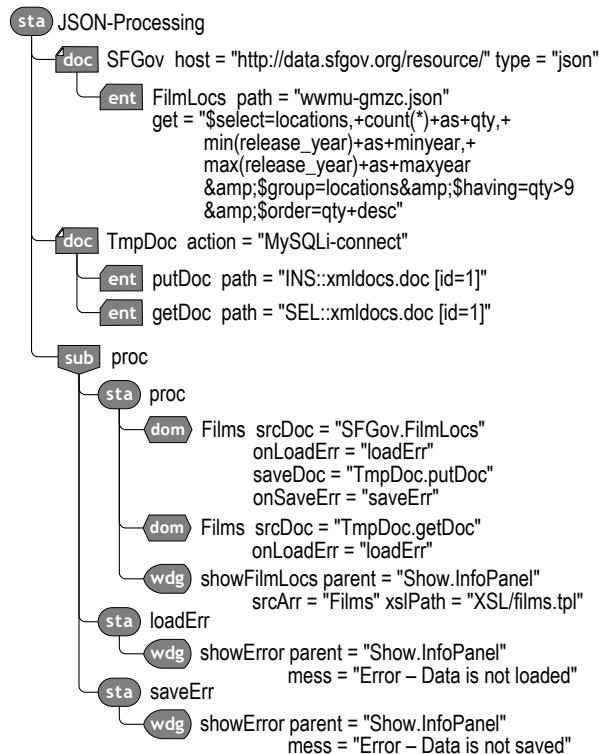 sta JSON-Processing
doc SFGov host = "http://data.sfgov.org/resource/" type = "json"
ent FilmLocs path = "wwmu-gmzc.json"
get = "$select=locations,+count(*)+as+qty,+
min(release_year)+as+minyear,+
max(release_year)+as+maxyear
&amp;$group=locations&amp;$having=qty>9
&amp;$order=qty+desc"
doc TmpDoc action = "MySQLi-connect"
ent putDoc path = "INS::xmldocs.doc [id=1]"
ent getDoc path = "SEL::xmldocs.doc [id=1]"
sub proc
sta proc
dom Films srcDoc = "SFGov.FilmLocs"
onLoadErr = "loadErr"
saveDoc = "TmpDoc.putDoc"
onSaveErr = "saveErr"
dom Films srcDoc = "TmpDoc.getDoc"
onLoadErr = "loadErr"
wdg showFilmLocs parent = "Show.InfoPanel"
srcArr = "Films" xslPath = "XSL/films.tpl"
sta loadErr
wdg showError parent = "Show.InfoPanel"
mess = "Error – Data is not loaded"
sta saveErr
wdg showError parent = "Show.InfoPanel"
mess = "Error – Data is not saved"